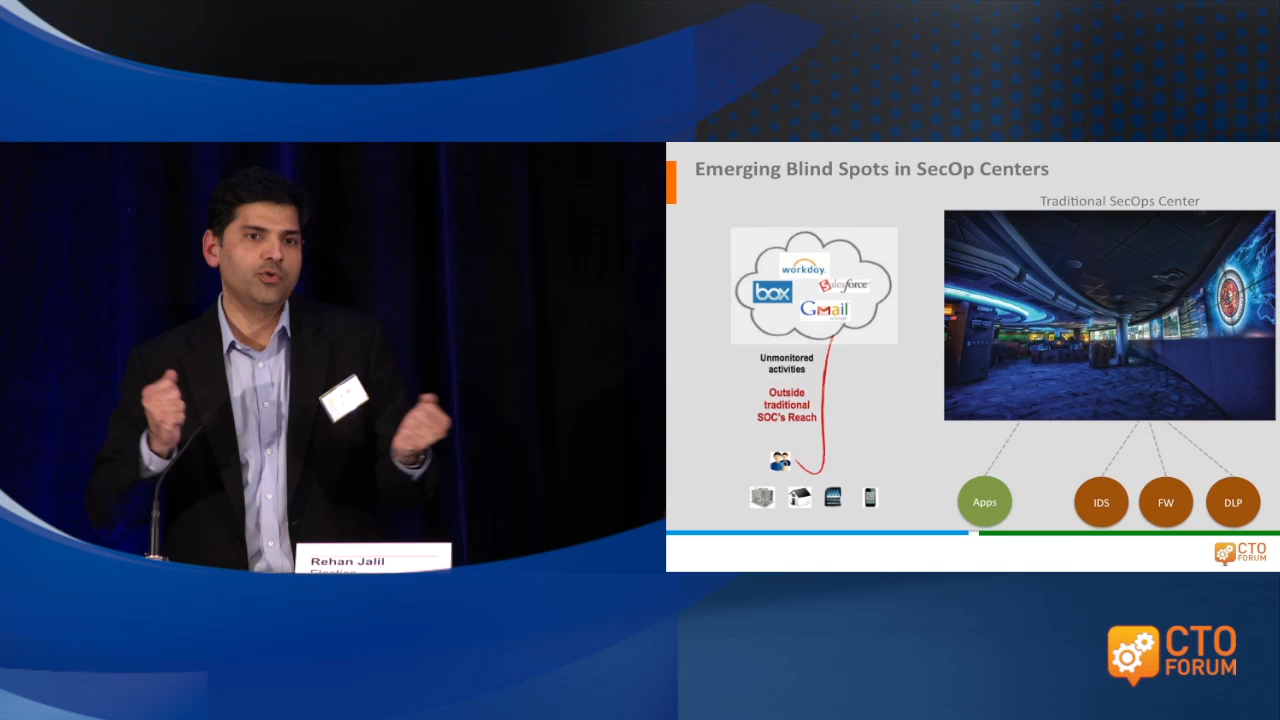 Emerging Blind Spots in SecOp Centers
Traditional SecOps Center
workday.
salesforce
box
Gmail
Unmonitored
activities
Outside
traditional
SOC's Reach
Apps
IDS
FW
DLP
Rehan Jalil
CTO
FORUM
CTO
FORUM